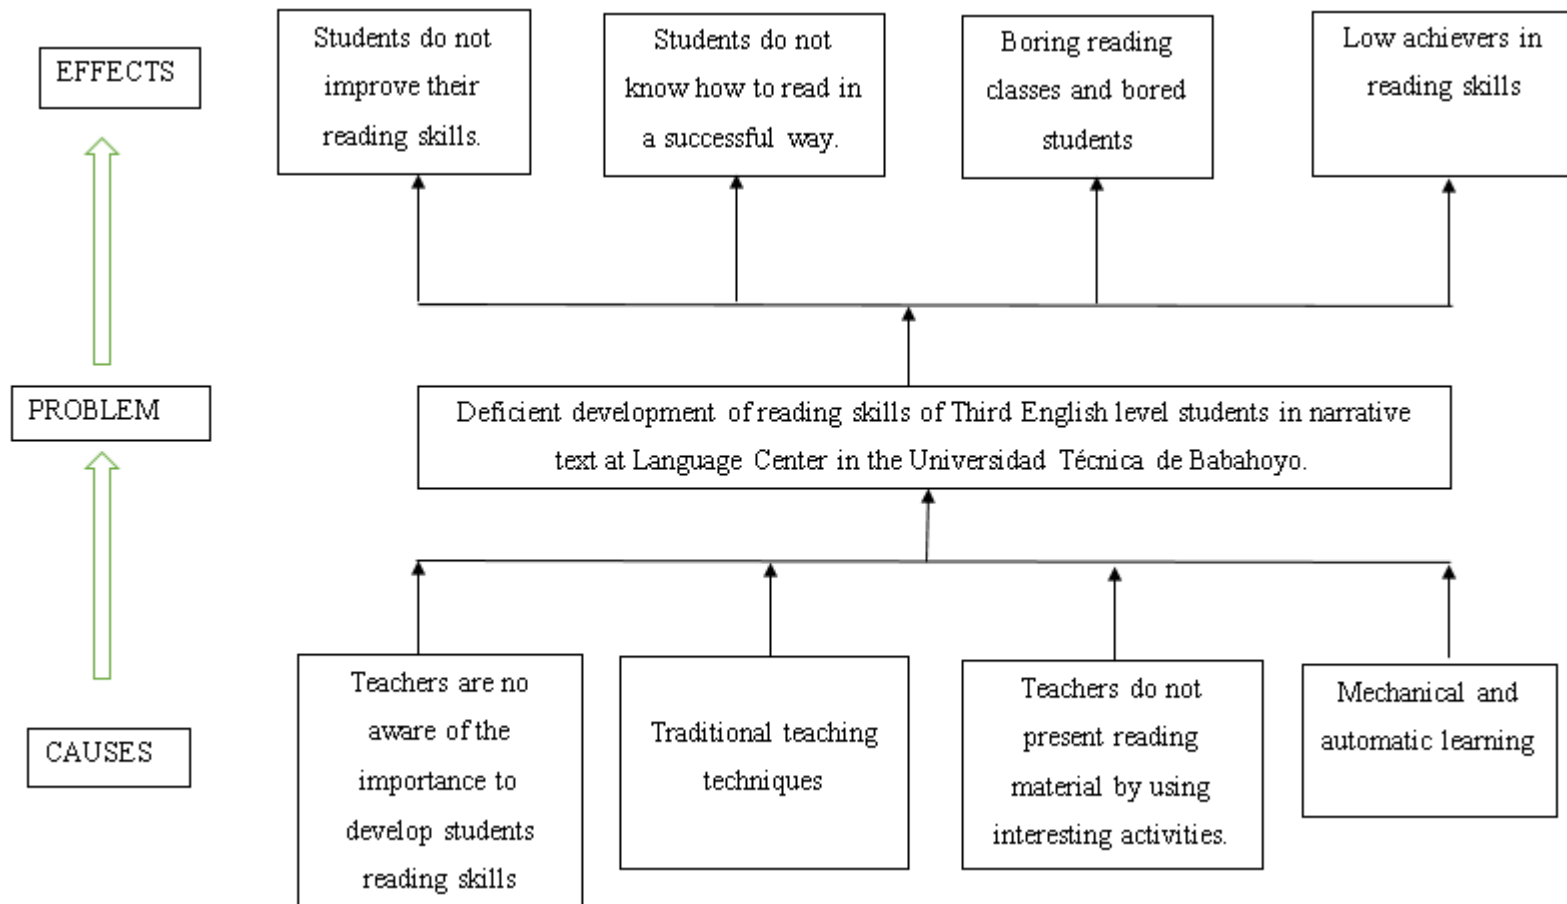 EFFECTS
Students do not
improve their
reading skills.
Students do not
know how to read in
a successful way.
Boring reading
classes and bored
students
Low achievers in
reading skills
PROBLEM
Deficient development of reading skills of Third English level students in narrative
text at Language Center in the Universidad Técnica de Babahoyo.
CAUSES
Teachers are no
aware of the
importance to
develop students
reading skills
Traditional teaching
techniques
Teachers do not
present reading
material by using
interesting activities.
Mechanical and
automatic learning